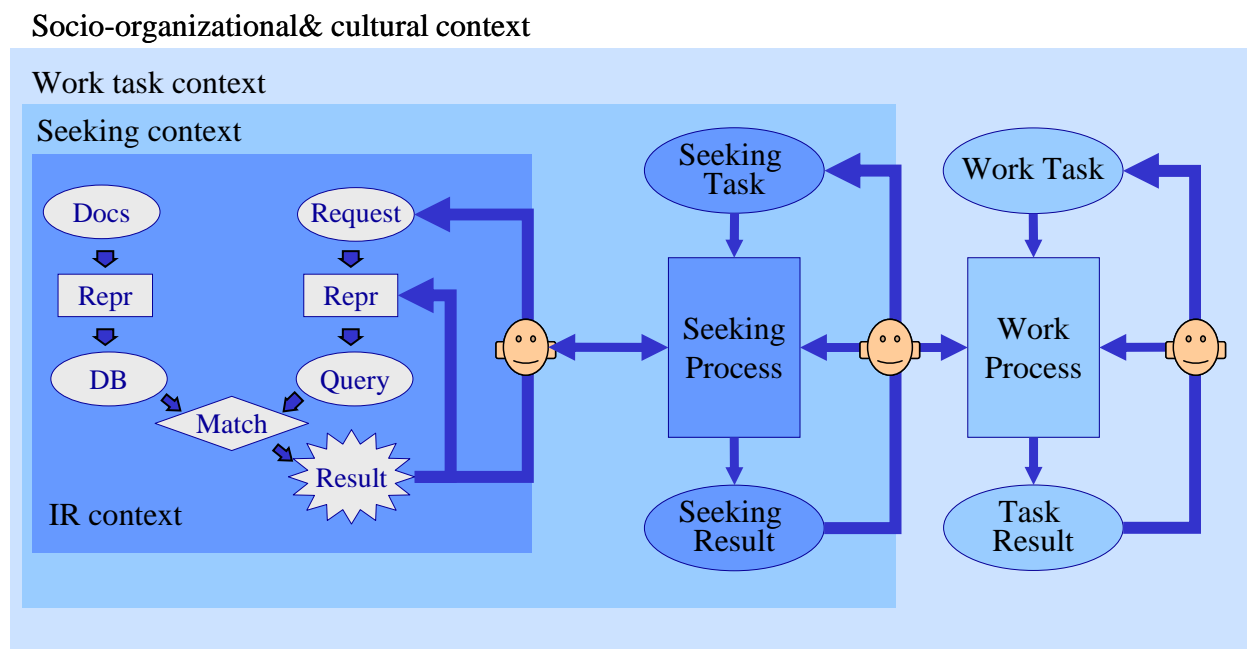 Socio-organizational& cultural context
Work task context
Seeking context
Docs
Repr
DB
Request
Repr
Query
Match
Result
IR context
Seeking
Task
Seeking
Process
Seeking
Result
Work Task
Work
Process
Task
Result